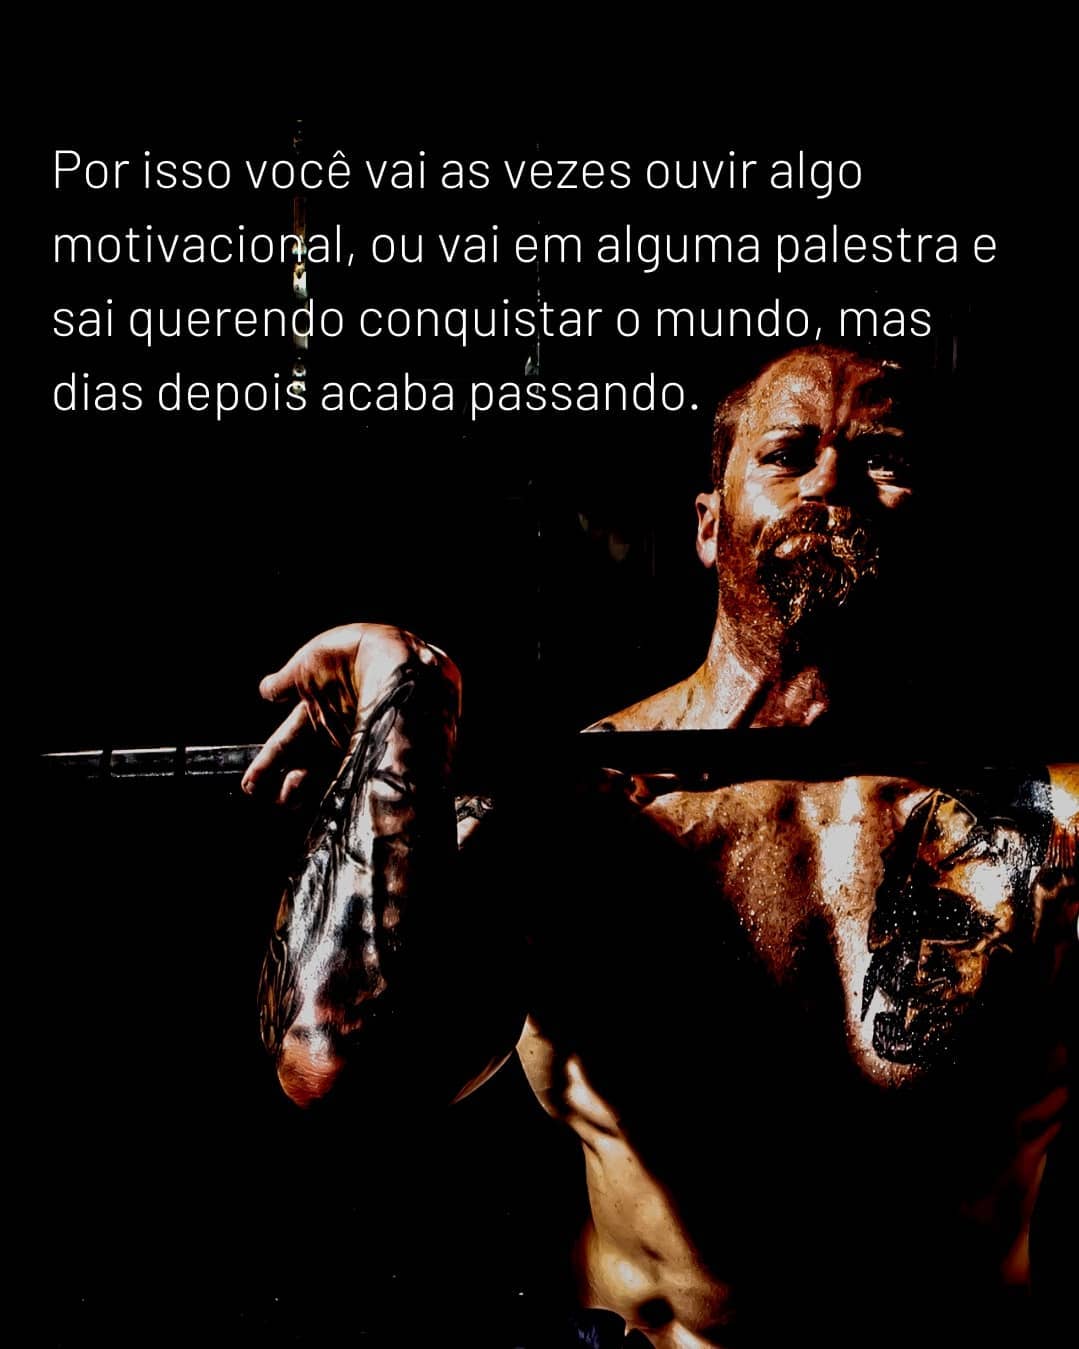 Por isso você vai as vezes ouvir algo
motivacional, ou vai em alguma palestra e
sai querendo conquistar o mundo, mas
dias depois acaba passando.